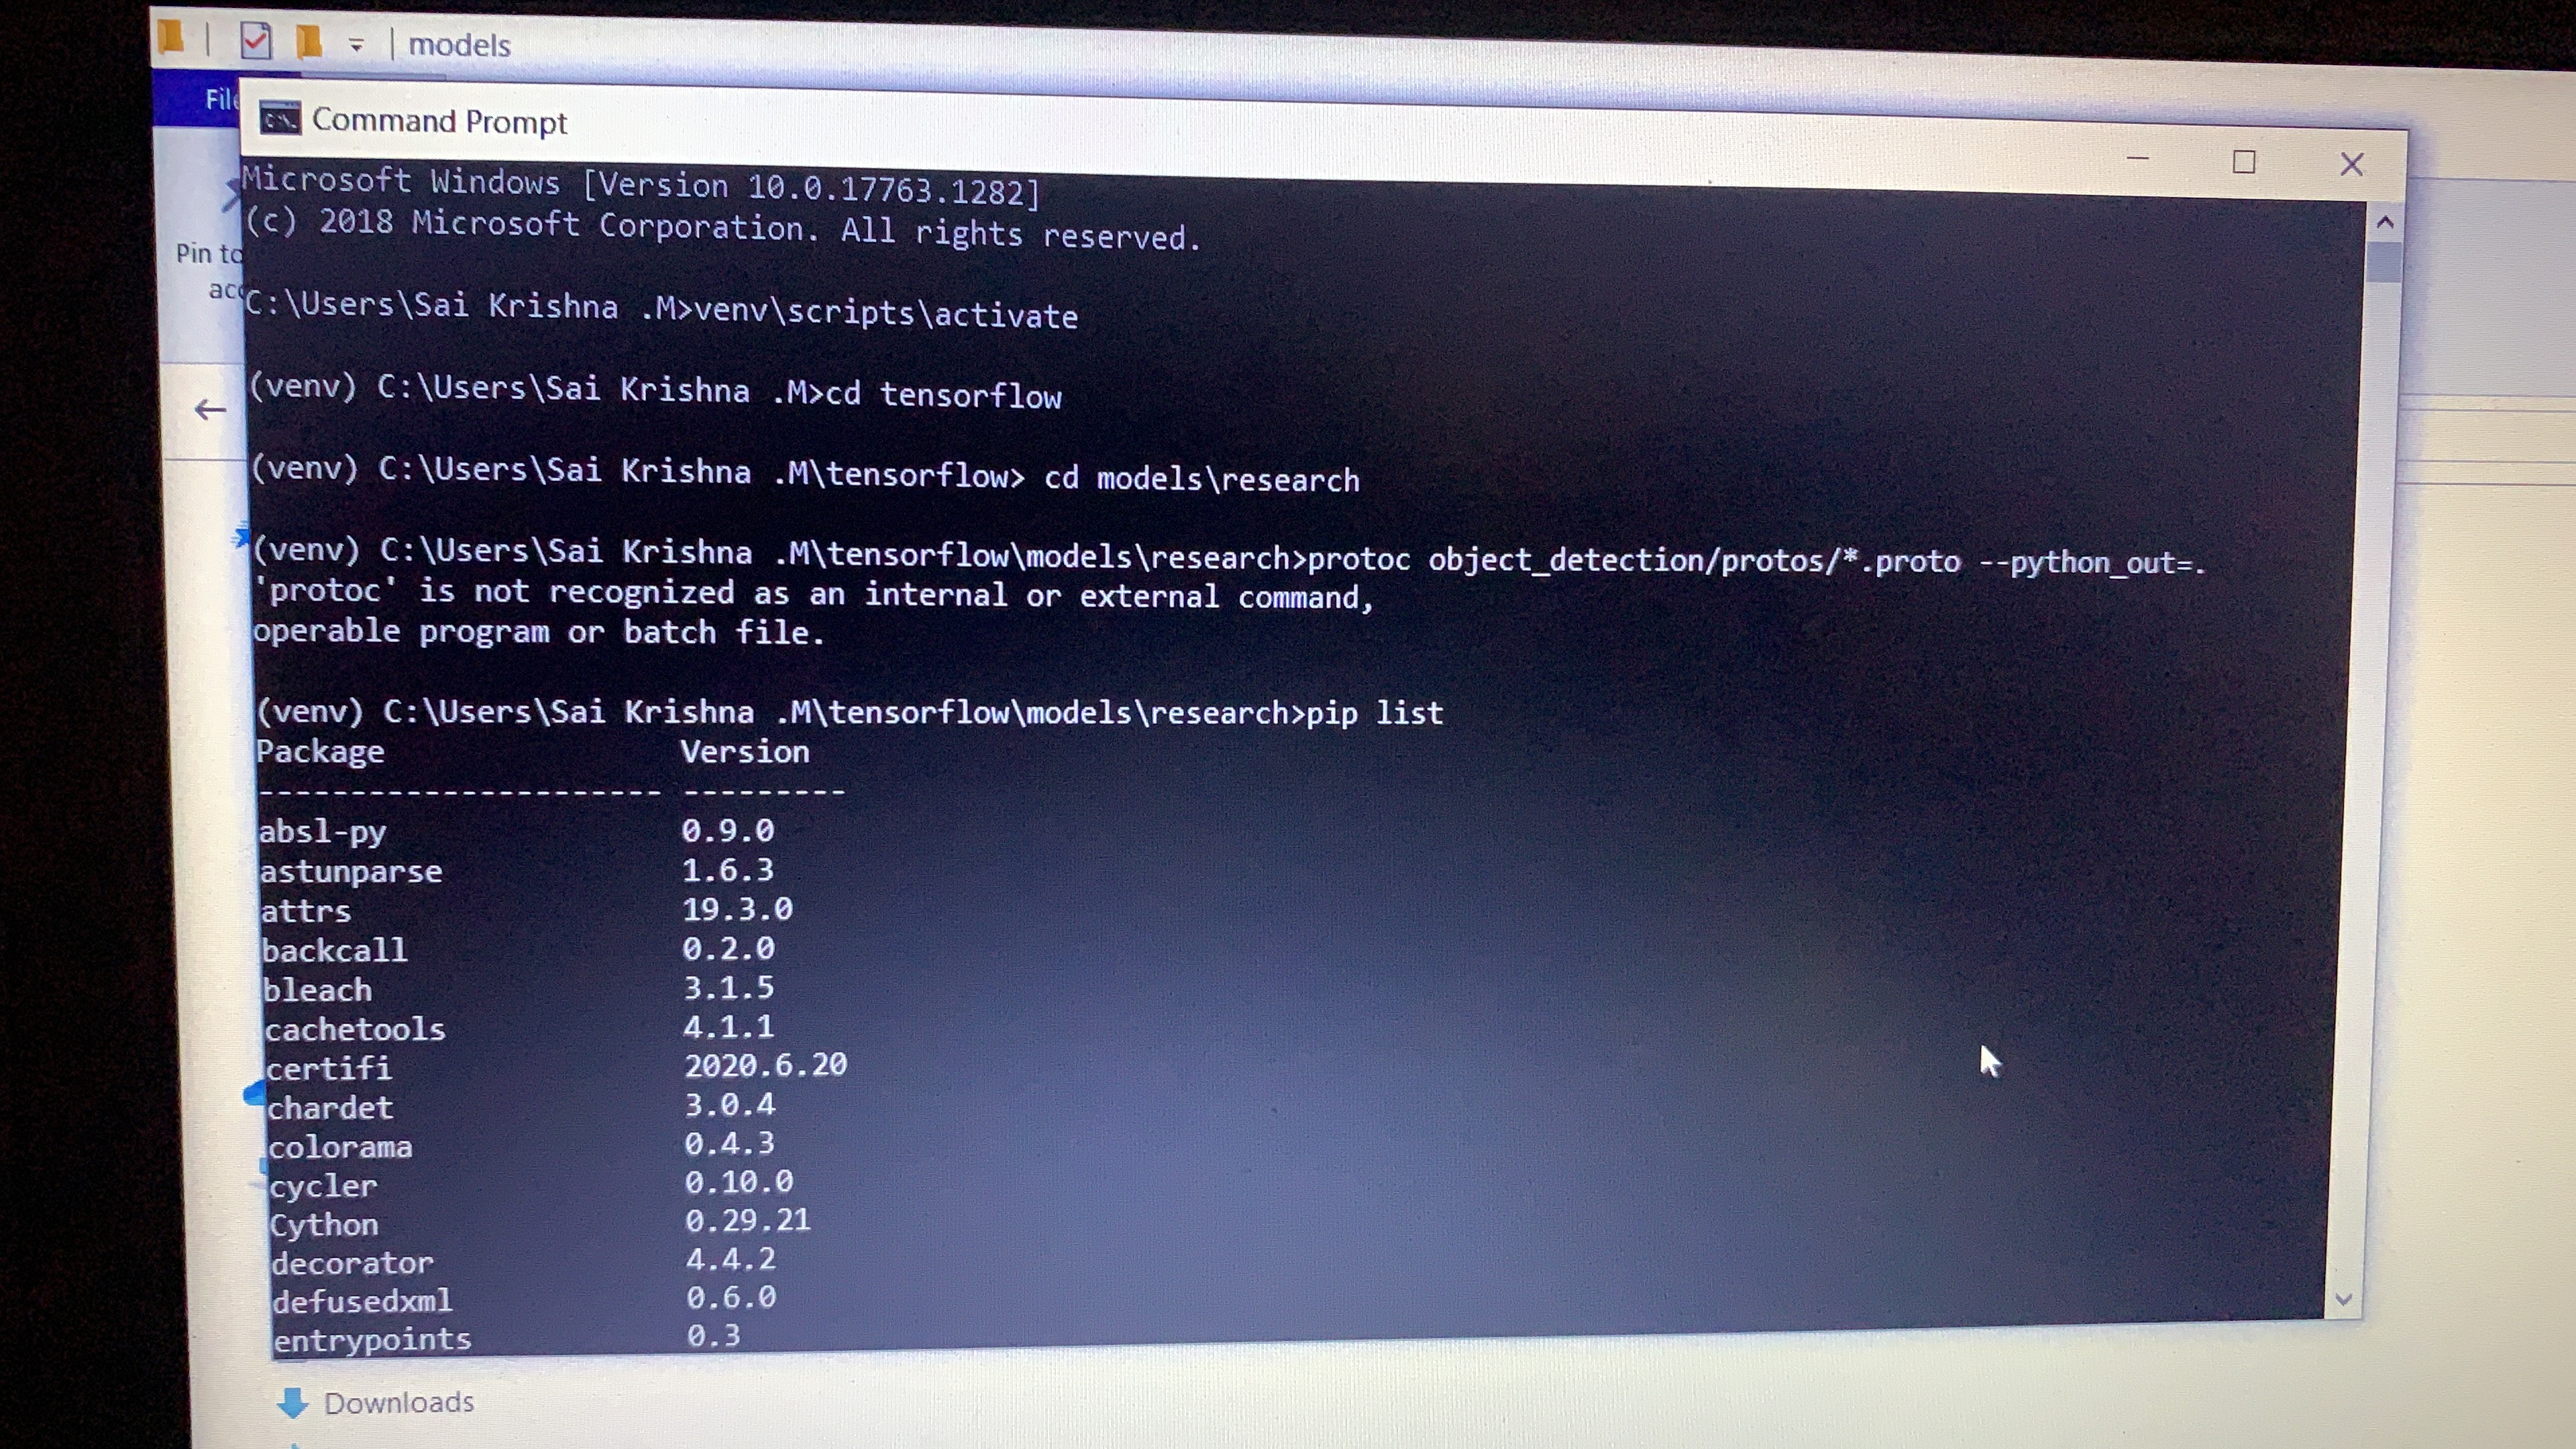 models
File
Command Prompt
Pin to
acc
Microsoft Windows [Version 10.0.17763.1282]
(c) 2018 Microsoft Corporation. All rights reserved.
C:\Users\Sai Krishna .M>venv\scripts\activate
(venv) C:\Users\Sai Krishna .M>cd tensorflow
(venv) C:\Users\Sai Krishna .M\tensorflow> cd models\research
(venv) C:\Users\Sai Krishna .M\tensorflow\models\research>protoc object_detection/protos/*.proto --python_out=.
'protoc' is not recognized as an internal or external command,
operable program or batch file.
(venv) C:\Users\Sai Krishna .M\tensorflow\models\research>pip list
Package Version
---------------------- ---------
absl-py 0.9.0
astunparse 1.6.3
attrs 19.3.0
backcall 0.2.0
bleach 3.1.5
cachetools 4.1.1
certifi 2020.6.20
chardet 3.0.4
colorama 0.4.3
cycler 0.10.0
Cython 0.29.21
decorator 4.4.2
defusedxml 0.6.0
entrypoints 0.3
Downloads